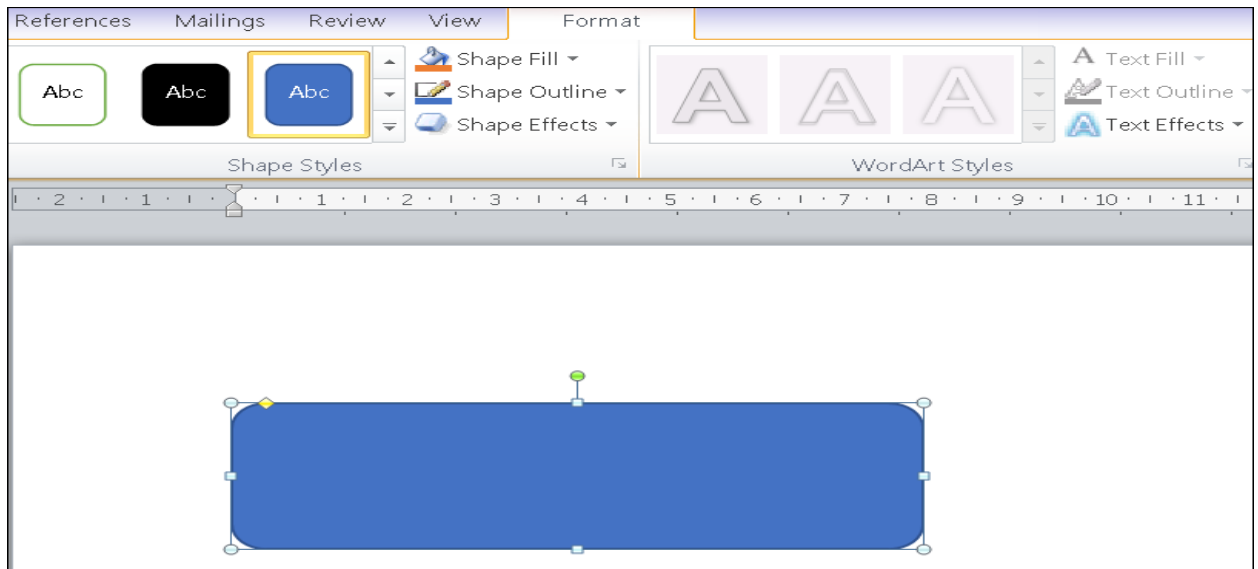 References Mailings Review View Format
Abc Abc Abc Shape Fill Text Fill
Shape Outline Text Outline
Shape Effects Text Effects
A A A
Shape Styles WordArt Styles
2 1 1 2 3 4 5 6 7 8 9 10 11